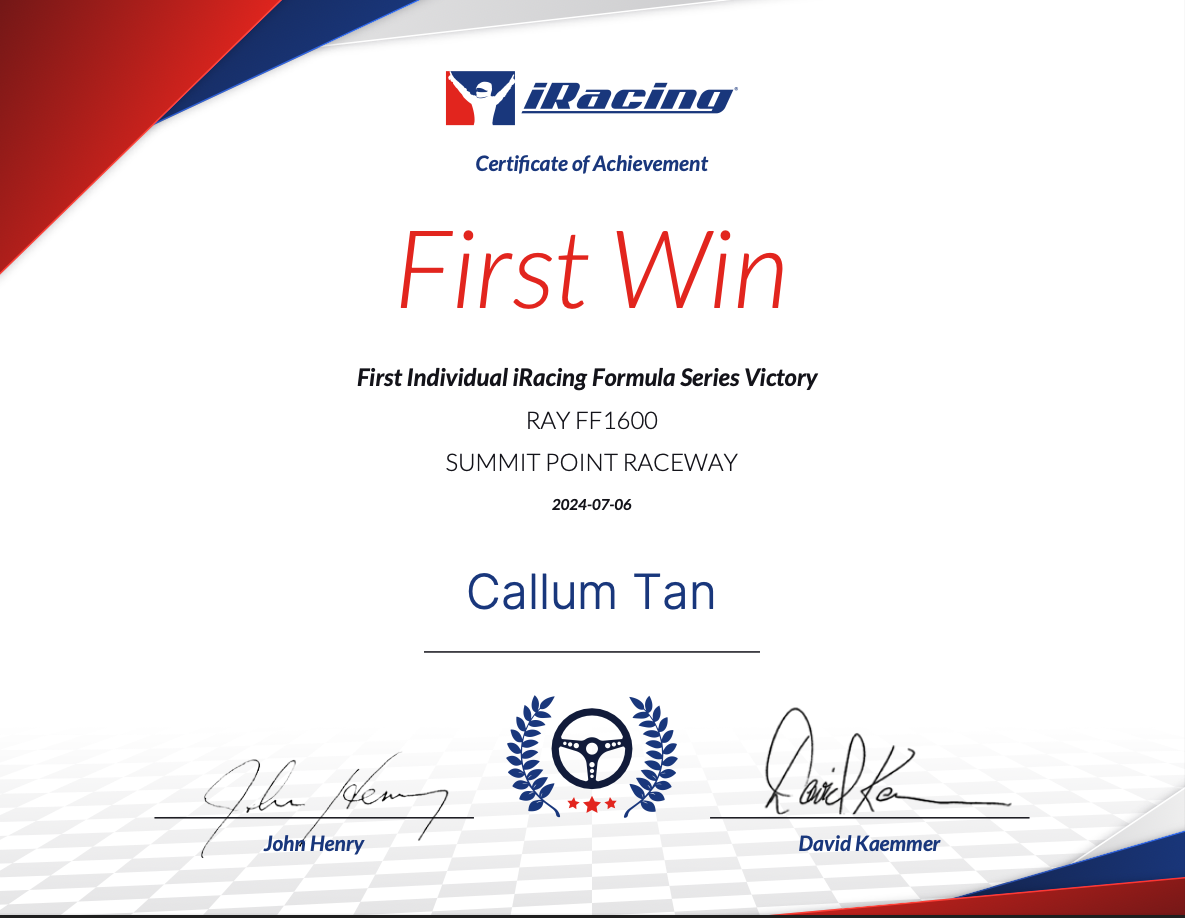 iRacing®
Certificate of Achievement
First Win
First Individual iRacing Formula Series Victory
RAY FF1600
SUMMIT POINT RACEWAY
2024-07-06
Callum Tan
John Henry
David Kaemmer
John Henry
David Kaemmer